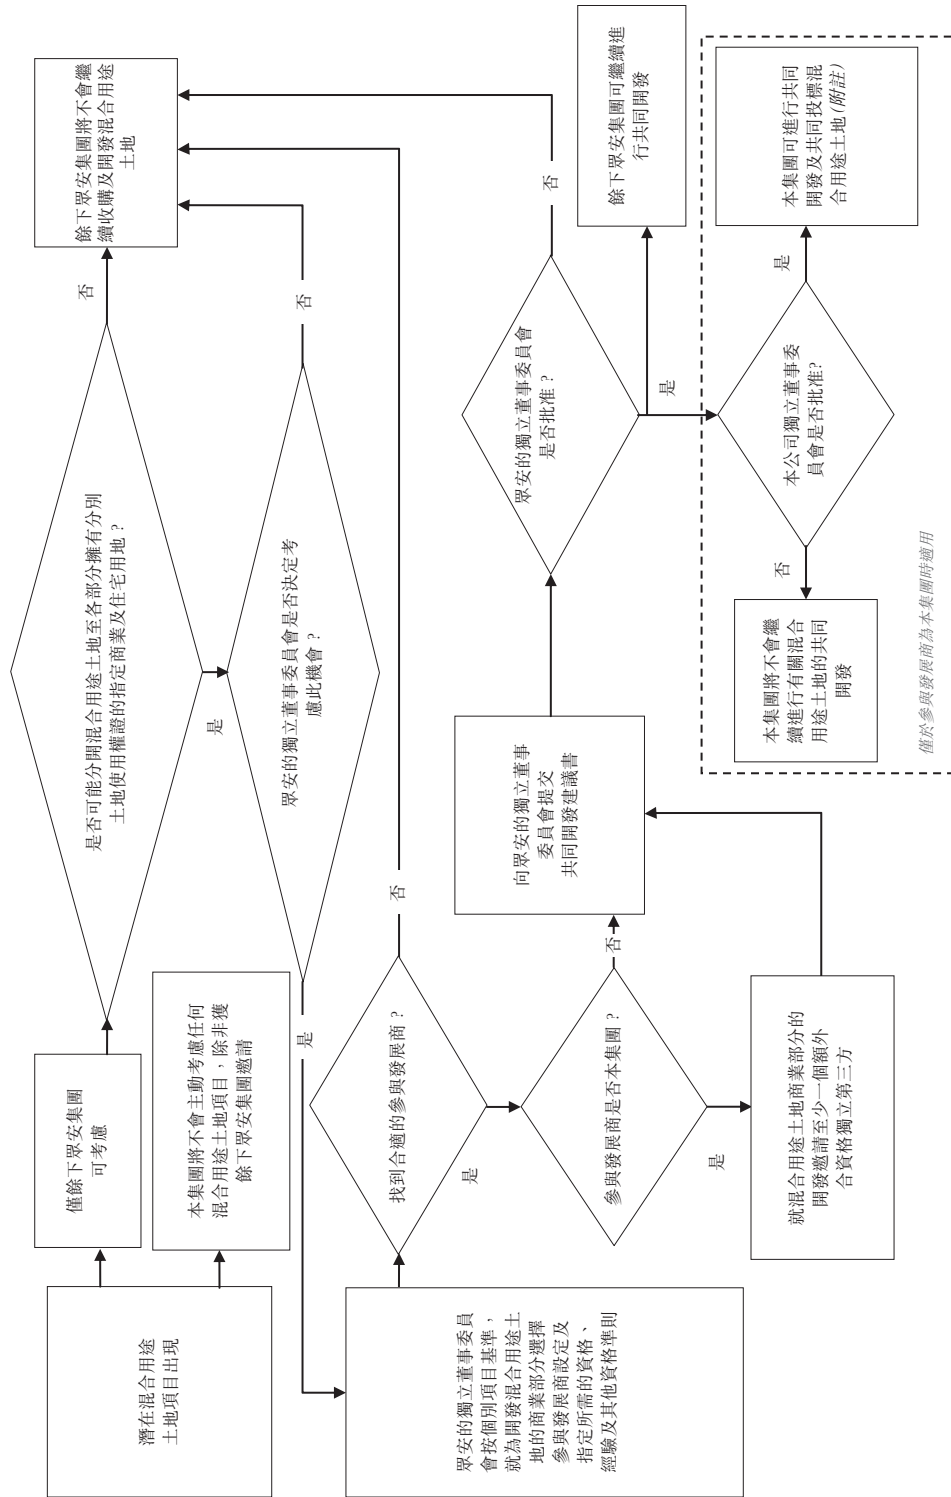 潛在混合用途
土地項目出現
僅餘下眾安集團
可考慮
本集團將不會主動考慮任何
混合用途土地項目，除非獲
餘下眾安集團邀請
是否可能分開混合用途土地至各部分擁有分別
土地使用權證的指定商業及住宅用地？
否
餘下眾安集團將不會繼
續收購及開發混合用途
土地
是
眾安的獨立董事委員會是否決定考
慮此機會？
否
是
眾安的獨立董事委員
會按個別項目基準，
就為開發混合用途土
地的商業部分選擇
參與發展商設定及
指定所需的資格、
經驗及其他資格準則
找到合適的參與發展商？
否
是
參與發展商是否本集團？
否
是
就混合用途土地商業部分的
開發邀請至少一個額外
合資格獨立第三方
向眾安的獨立董事
委員會提交
共同開發建議書
眾安的獨立董事委員會
是否批准？
否
是
餘下眾安集團可繼續進
行共同開發
本公司獨立董事委
員會是否批准?
是
本集團可進行共同
開發及共同投標混
合用途土地(附註)
否
本集團將不會繼
續進行有關混合
用途土地的共同
開發
僅於參與發展商為本集團時適用